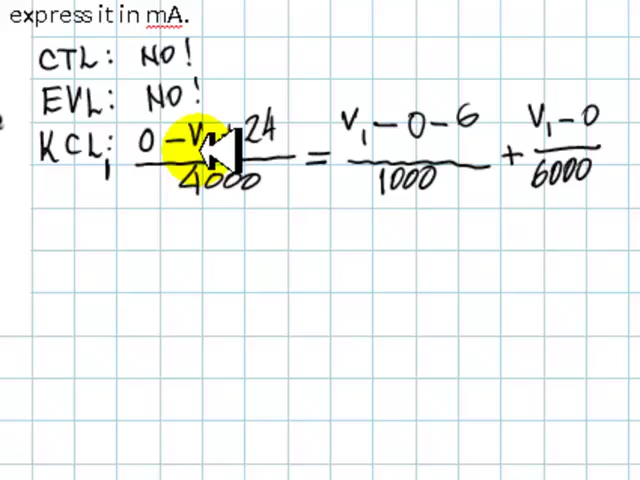 express it in mA.
CTL: NO!
EVL: NO!
KCL₁: (0 – V₁ + 24)/4000 = (V₁ – 0 – 6)/1000 + (V₁ – 0)/6000